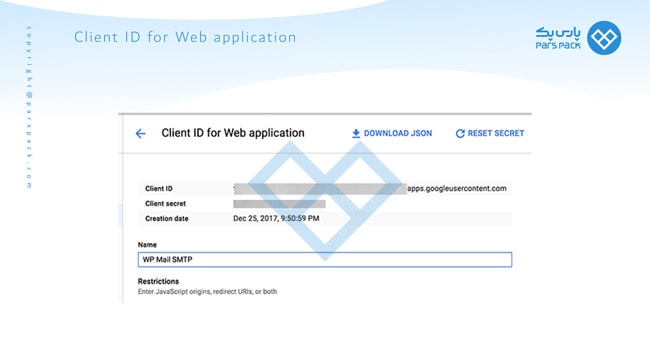 Client ID for Web application
پارس پک
PARS PACK
copyright@parspack.com
Client ID for Web application
DOWNLOAD JSON
RESET SECRET
Client ID
apps.googleusercontent.com
Client secret
Creation date
Dec 25, 2017, 9:50:59 PM
Name
WP Mail SMTP
Restrictions
Enter JavaScript origins, redirect URIs, or both